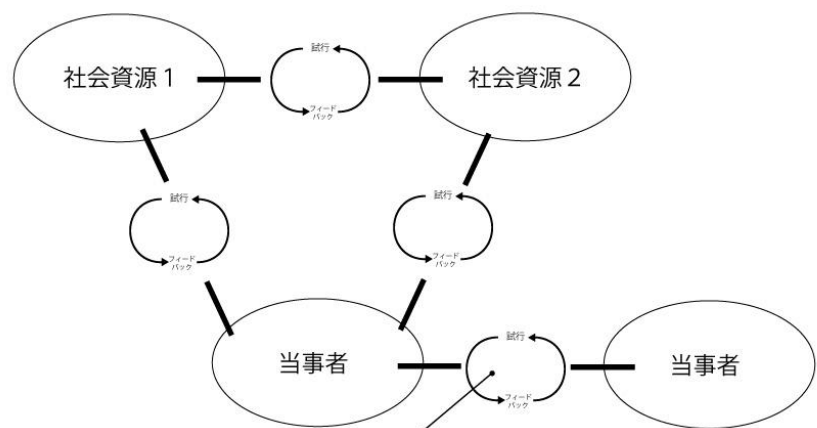 試行
社会資源1
社会資源2
フィード
バック
試行
試行
フィード
バック
フィード
バック
試行
当事者
当事者
フィード
バック